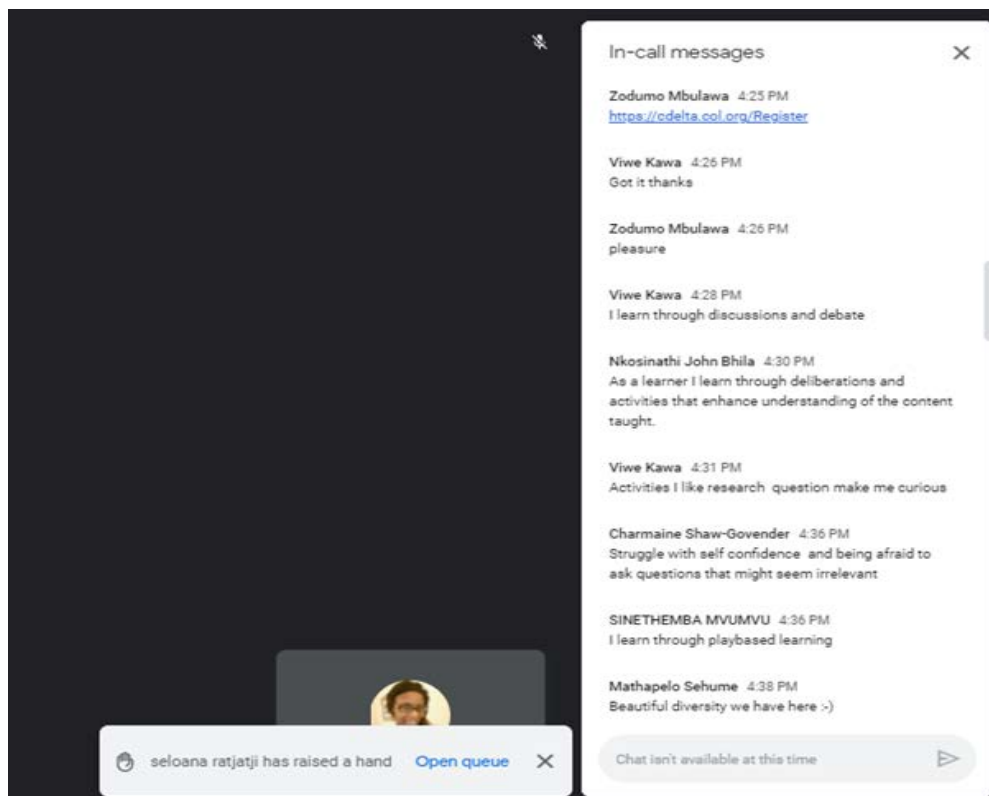 In-call messages
Zodumo Mbulawa 4:25 PM
https://cdelta.col.org/Register
Viwe Kawa 4:26 PM
Got it thanks
Zodumo Mbulawa 4:26 PM
pleasure
Viwe Kawa 4:28 PM
I learn through discussions and debate
Nkosinathi John Bhila 4:30 PM
As a learner I learn through deliberations and
activities that enhance understanding of the content
taught.
Viwe Kawa 4:31 PM
Activities I like research question make me curious
Charmaine Shaw-Govender 4:36 PM
Struggle with self confidence and being afraid to
ask questions that might seem irrelevant
SINETHEMBA MVUMVU 4:36 PM
I learn through playbased learning
Mathapelo Sehume 4:38 PM
Beautiful diversity we have here :-)
Chat isn't available at this time
seloana ratjatji has raised a hand Open queue